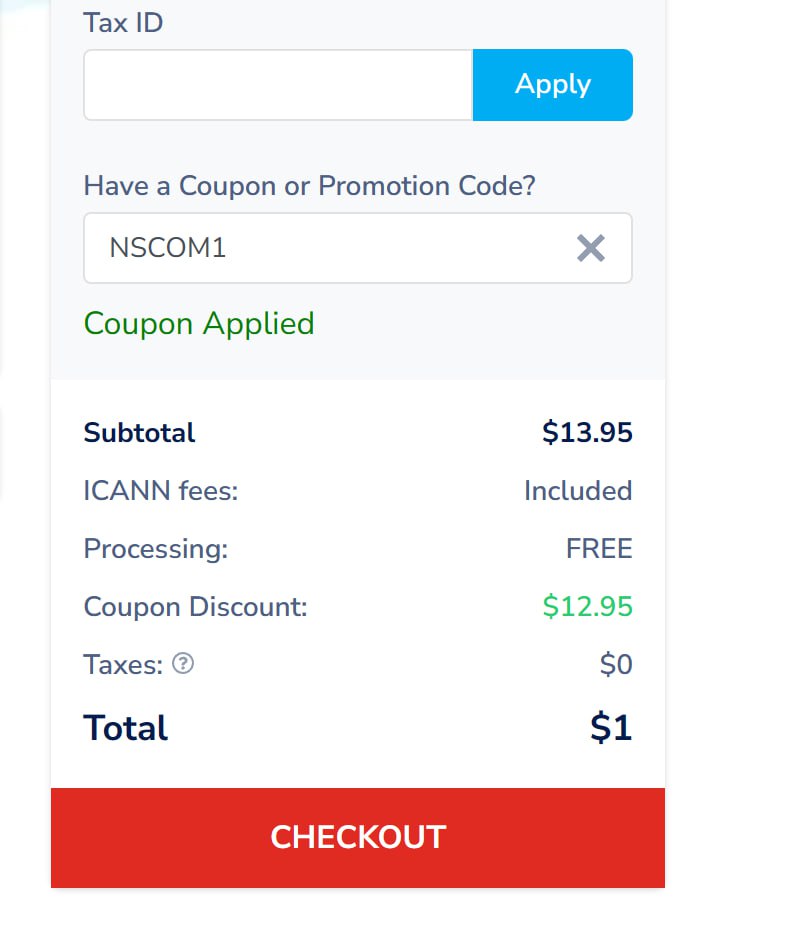 Tax ID
Apply
Have a Coupon or Promotion Code?
NSCOM1
Coupon Applied
Subtotal $13.95
ICANN fees: Included
Processing: FREE
Coupon Discount: $12.95
Taxes: ? $0
Total $1
CHECKOUT